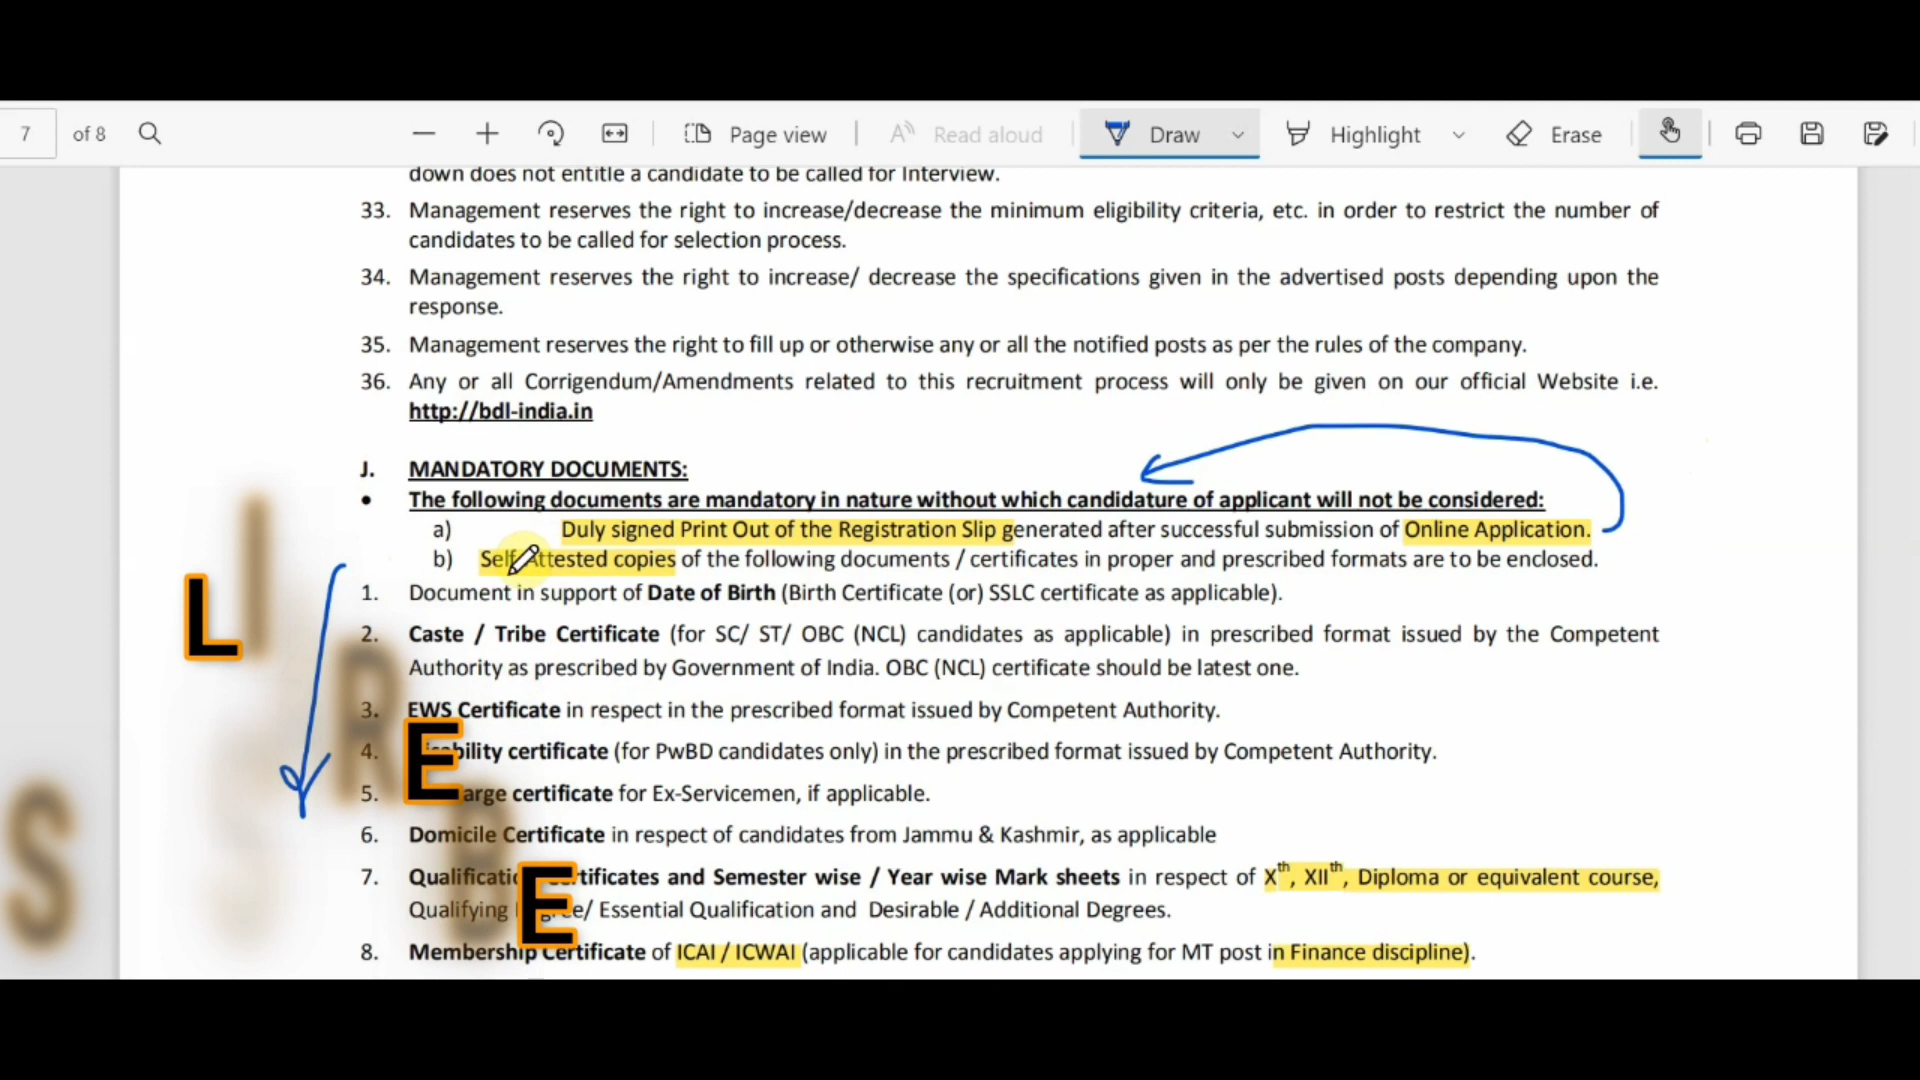 7 of 8 Page view Read aloud Draw Highlight Erase
down does not entitle a candidate to be called for Interview.
33. Management reserves the right to increase/decrease the minimum eligibility criteria, etc. in order to restrict the number of
candidates to be called for selection process.
34. Management reserves the right to increase/ decrease the specifications given in the advertised posts depending upon the
response.
35. Management reserves the right to fill up or otherwise any or all the notified posts as per the rules of the company.
36. Any or all Corrigendum/Amendments related to this recruitment process will only be given on our official Website i.e.
http://bdl-india.in
J. MANDATORY DOCUMENTS:
• The following documents are mandatory in nature without which candidature of applicant will not be considered:
a) Duly signed Print Out of the Registration Slip generated after successful submission of Online Application.
b) Self Attested copies of the following documents / certificates in proper and prescribed formats are to be enclosed.
1. Document in support of Date of Birth (Birth Certificate (or) SSLC certificate as applicable).
2. Caste / Tribe Certificate (for SC/ ST/ OBC (NCL) candidates as applicable) in prescribed format issued by the Competent
Authority as prescribed by Government of India. OBC (NCL) certificate should be latest one.
3. EWS Certificate in respect in the prescribed format issued by Competent Authority.
4. certificate (for PwBD candidates only) in the prescribed format issued by Competent Authority.
5. certificate for Ex-Servicemen, if applicable.
6. Domicile Certificate in respect of candidates from Jammu & Kashmir, as applicable
7. and Semester wise / Year wise Mark sheets in respect of Xth, XIIth, Diploma or equivalent course,
Qualifying / Essential Qualification and Desirable / Additional Degrees.
8. Membership Certificate of ICAI / ICWAI (applicable for candidates applying for MT post in Finance discipline).
L
I
R
E
E
S